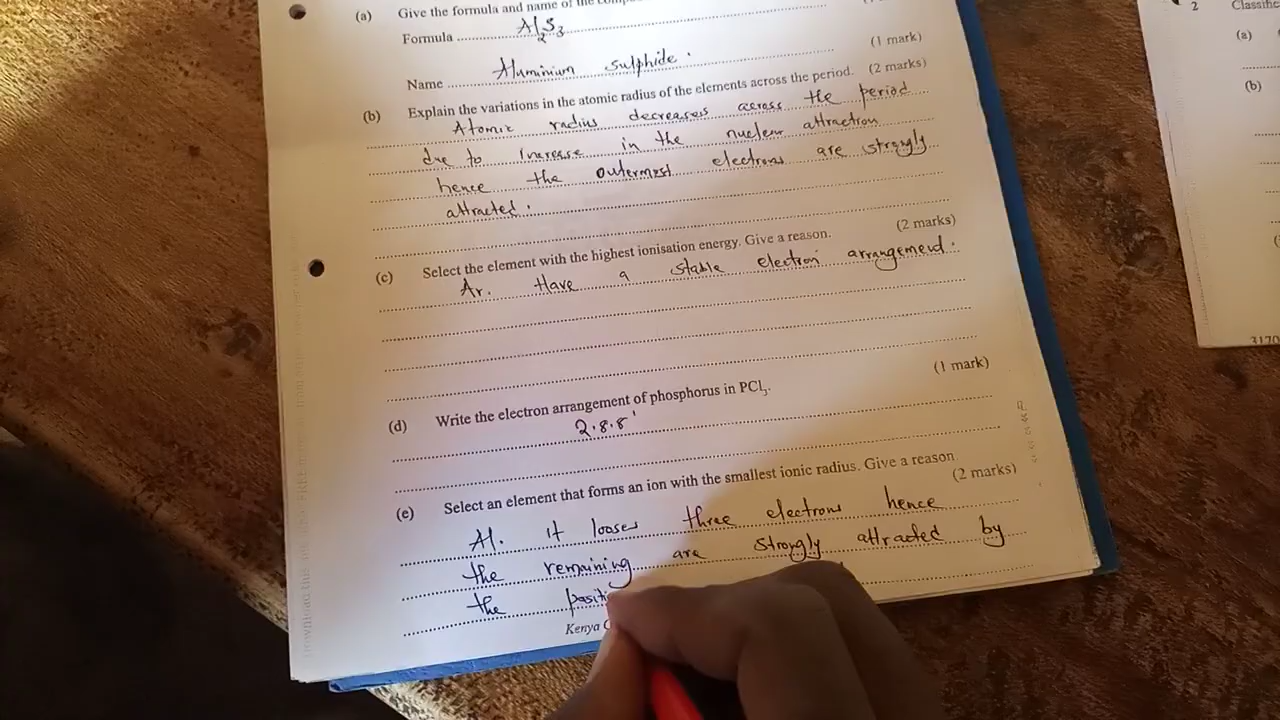 (a) Give the formula and name of the
Formula Al2S3
(1 mark)
Name Aluminium sulphide.
(b) Explain the variations in the atomic radius of the elements across the period. (2 marks)
Atomic radius decreases across the period
due to increase in the nuclear attraction
hence the outermost electrons are strongly
attracted.
(c) Select the element with the highest ionisation energy. Give a reason. (2 marks)
Ar. Have a stable electron arrangement.
(d) Write the electron arrangement of phosphorus in PCl3. (1 mark)
2.8.8
(e) Select an element that forms an ion with the smallest ionic radius. Give a reason (2 marks)
Al. it looses three electrons hence
the remaining are strongly attracted by
the positi
Kenya
2 Classifie
(a)
(b)
3170